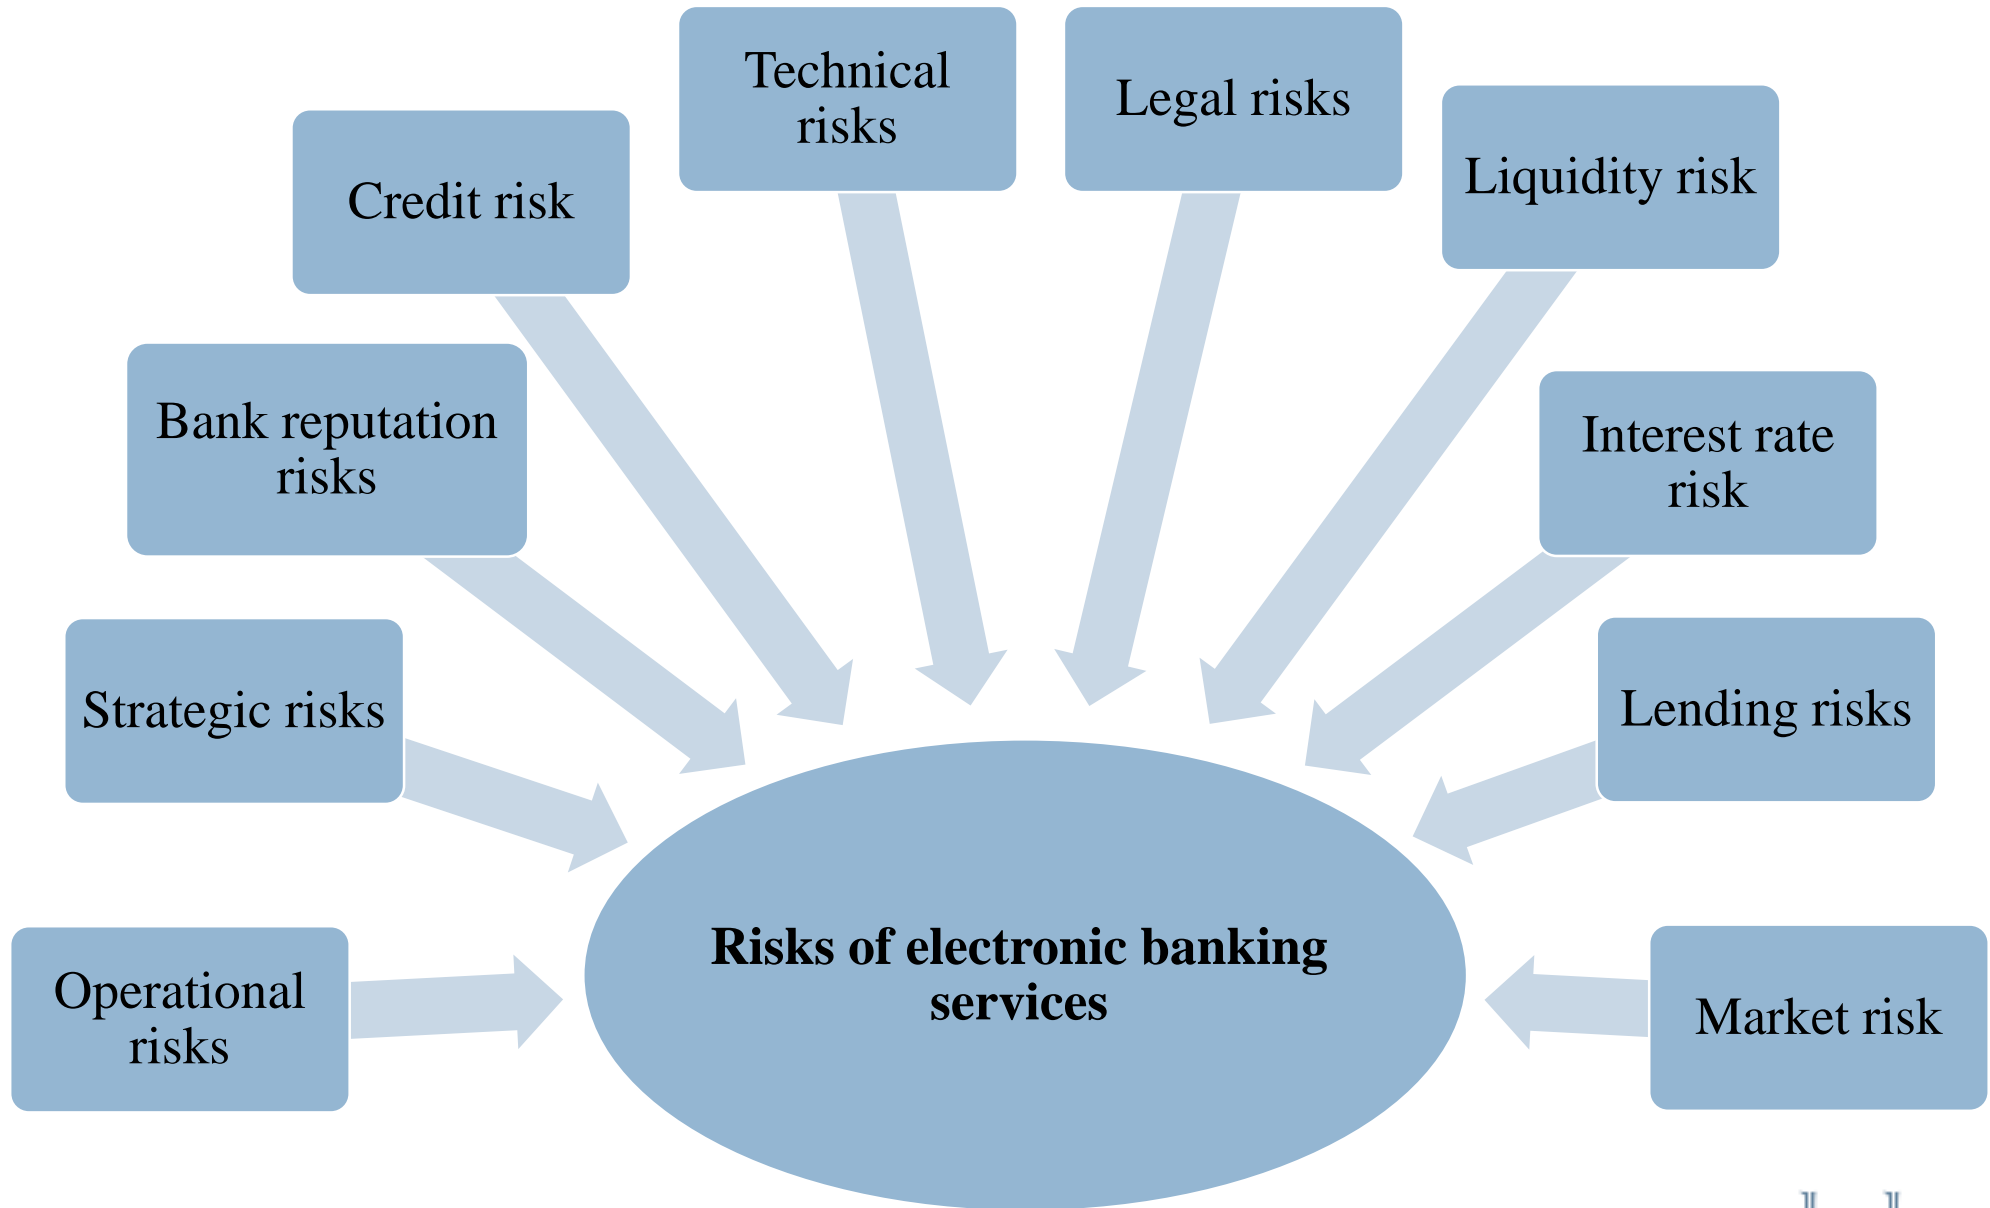 Technical
risks
Legal risks
Liquidity risk
Credit risk
Bank reputation
risks
Interest rate
risk
Strategic risks
Lending risks
Operational
risks
Risks of electronic banking
services
Market risk